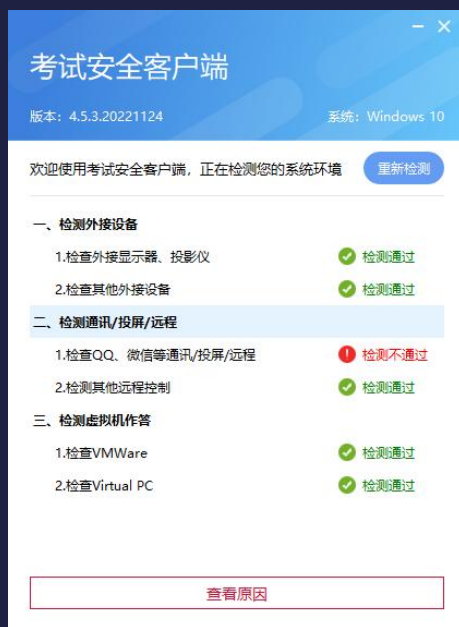 考试安全客户端
版本：4.5.3.20221124 系统：Windows 10
欢迎使用考试安全客户端，正在检测您的系统环境 重新检测
一、检测外接设备
1.检查外接显示器、投影仪 检测通过
2.检查其他外接设备 检测通过
二、检测通讯/投屏/远程
1.检查QQ、微信等通讯/投屏/远程 检测不通过
2.检测其他远程控制 检测通过
三、检测虚拟机作答
1.检查VMWare 检测通过
2.检查Virtual PC 检测通过
查看原因